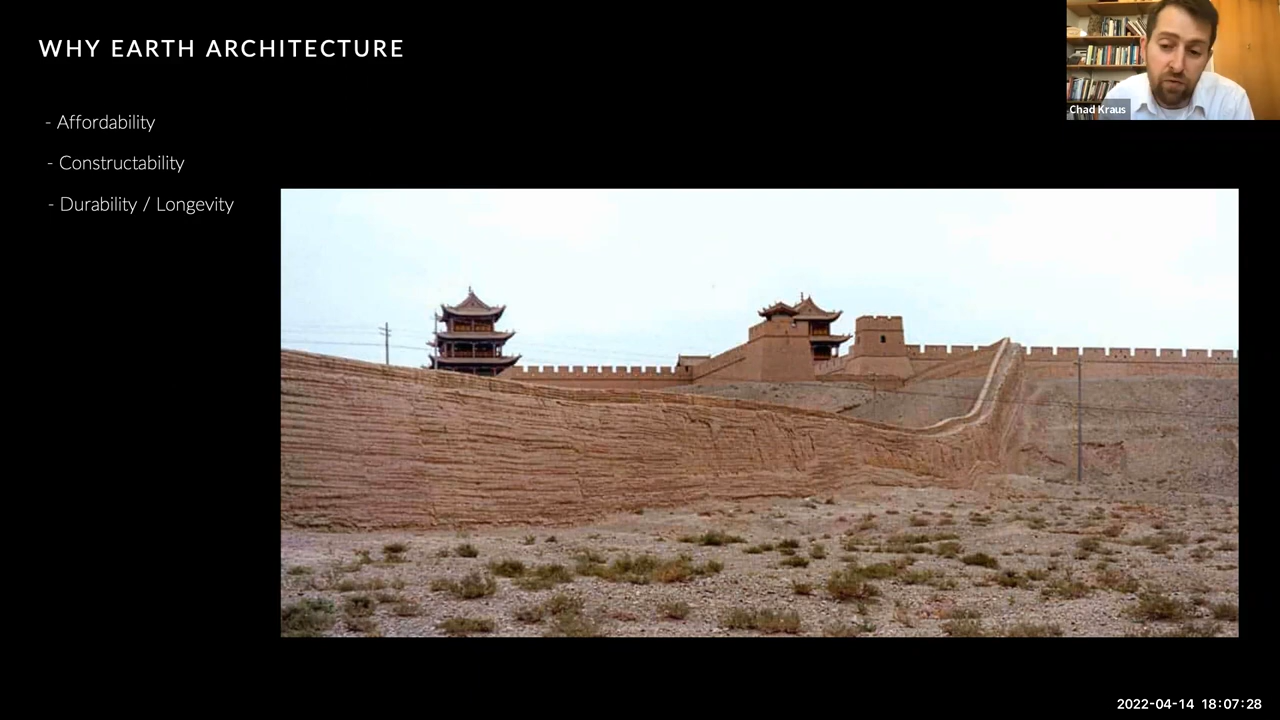 WHY EARTH ARCHITECTURE
- Affordability
- Constructability
- Durability / Longevity
Chad Kraus
2022-04-14 18:07:28